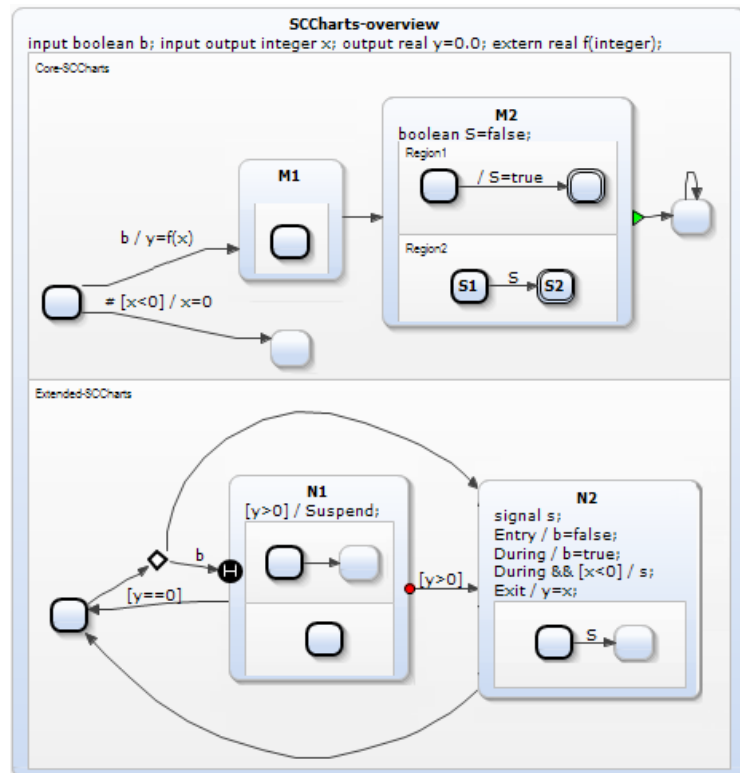 SCCharts-overview
input boolean b; input output integer x; output real y=0.0; extern real f(integer);
Core-SCCharts
M2
boolean S=false;
Region1
/ S=true
M1
b / y=f(x)
Region2
S1
S
S2
# [x<0] / x=0
Extended-SCCharts
N1
[y>0] / Suspend;
N2
signal s;
Entry / b=false;
During / b=true;
During && [x<0] / s;
Exit / y=x;
b
H
[y>0]
[y==0]
S